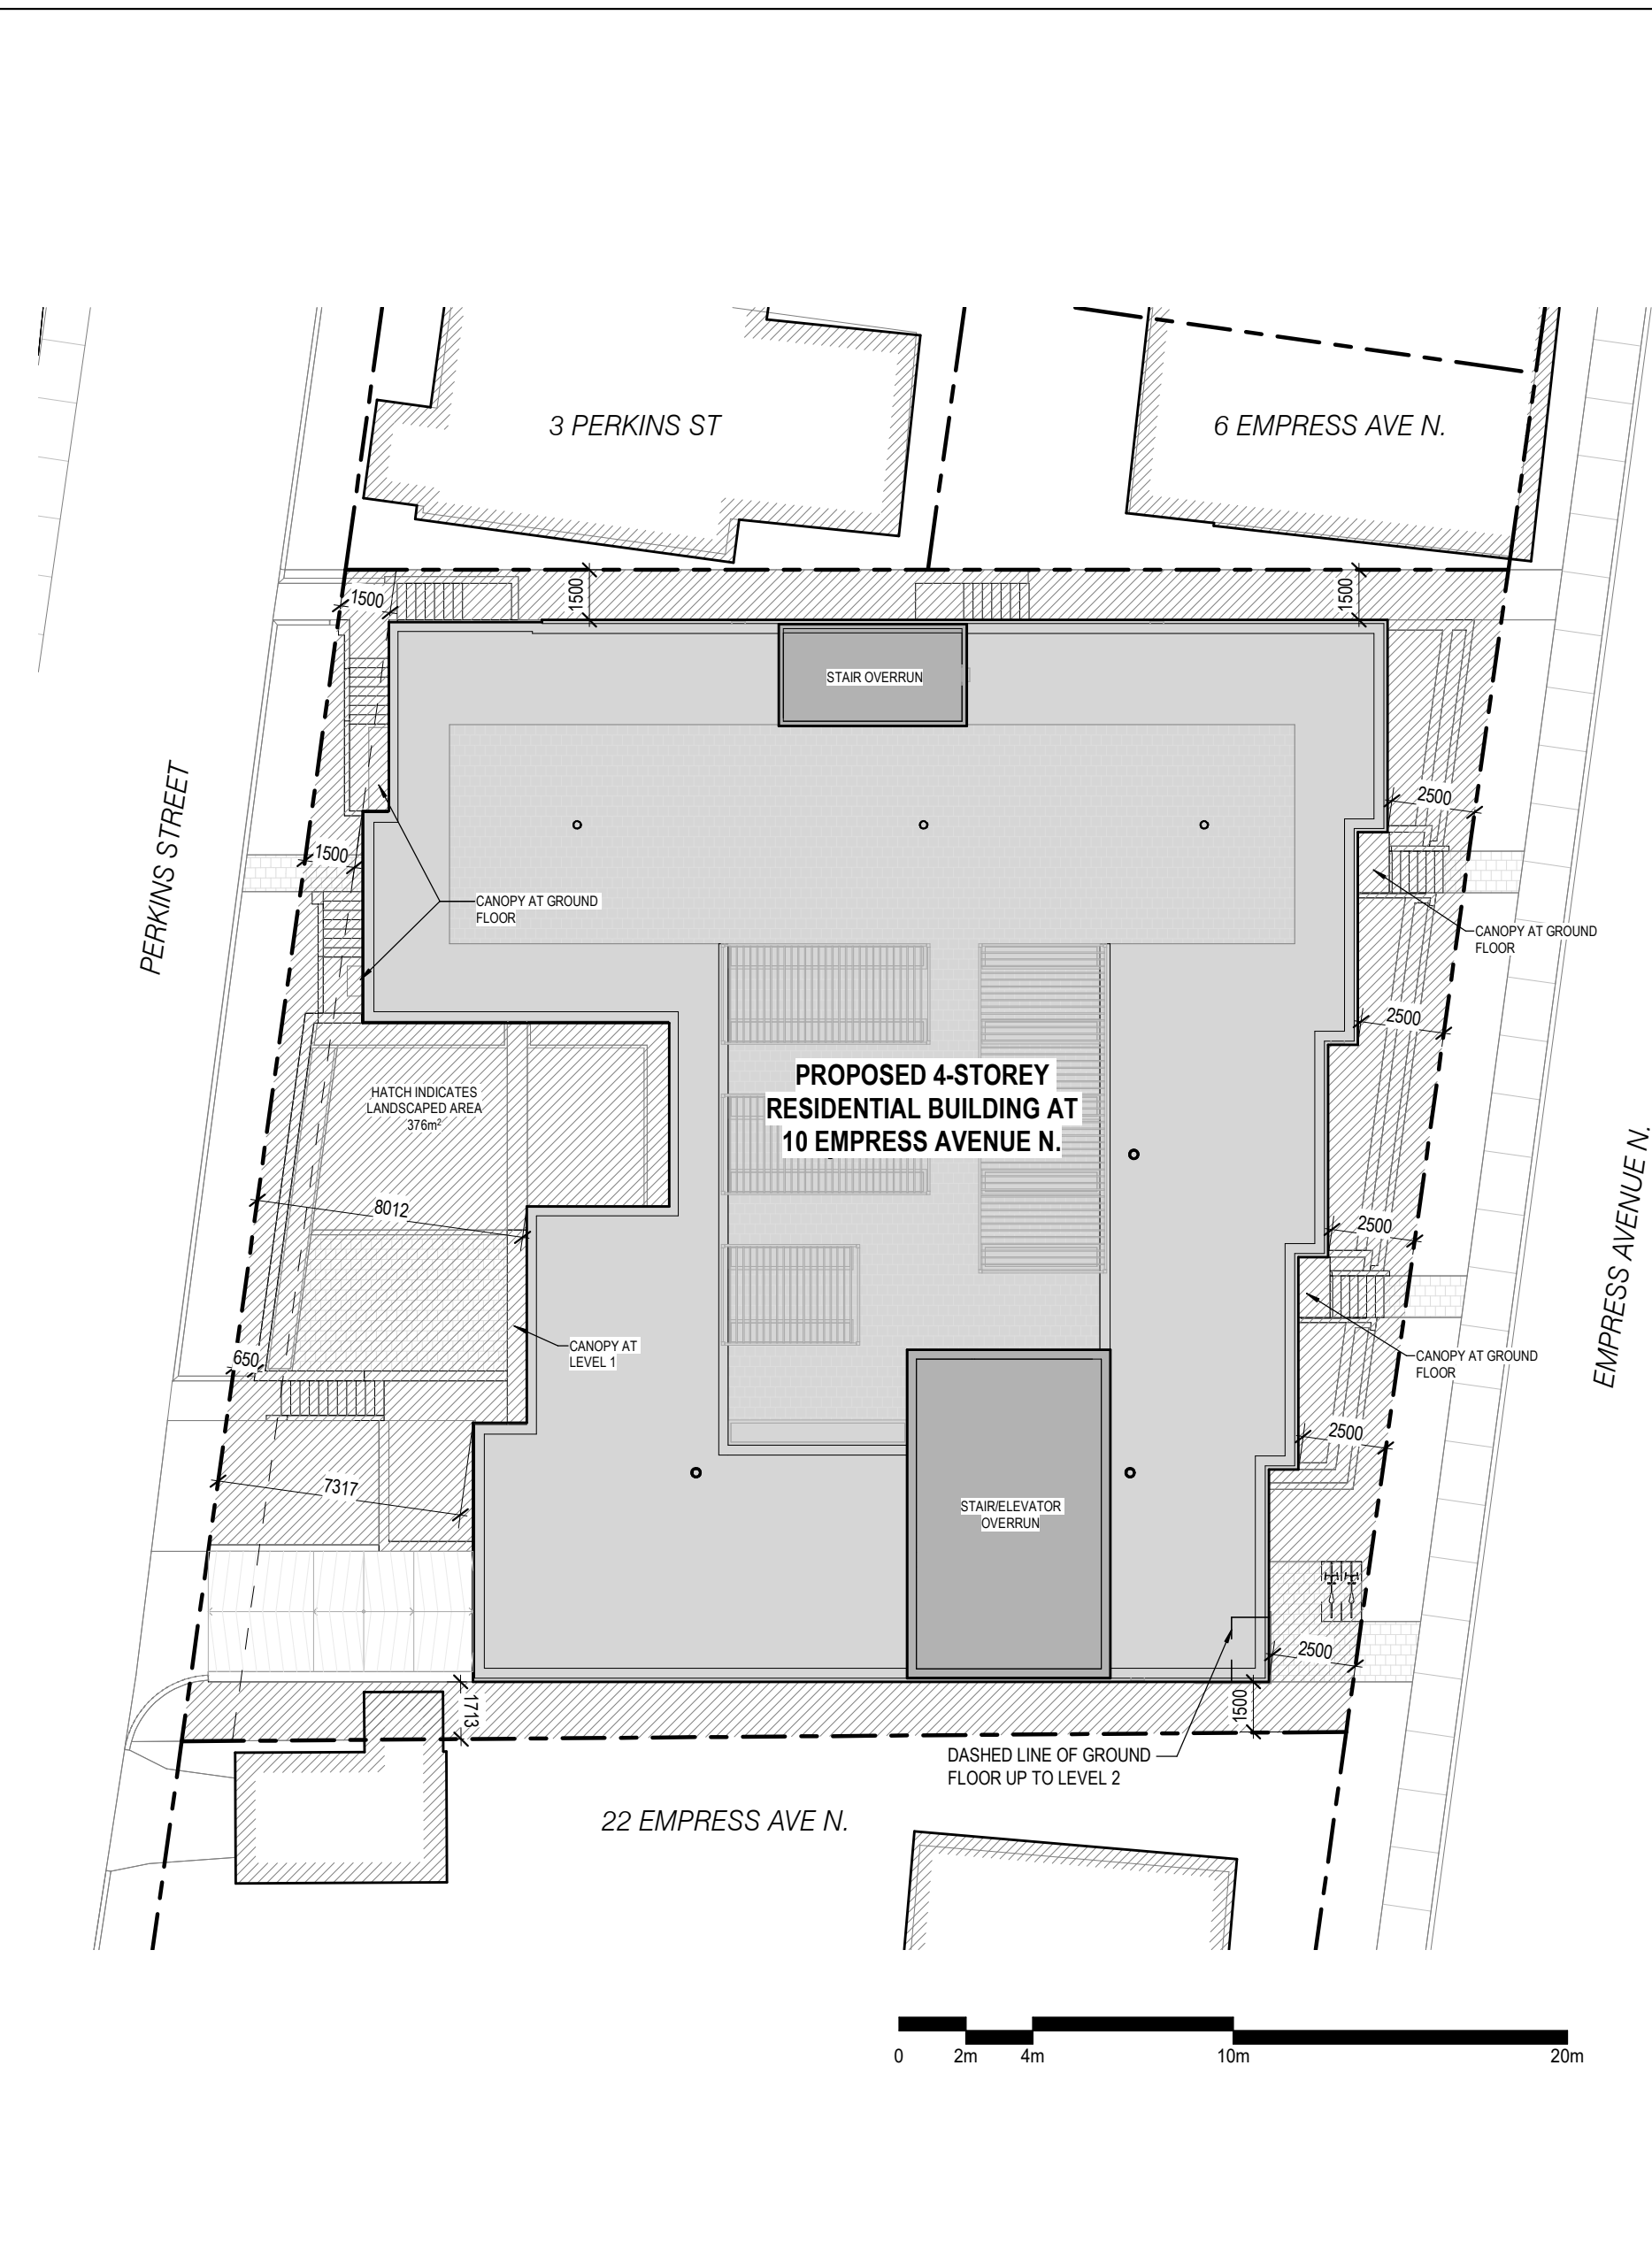 3 PERKINS ST
6 EMPRESS AVE N.
1500
1500
1500
STAIR OVERRUN
2500
PERKINS STREET
1500
CANOPY AT GROUND
FLOOR
CANOPY AT GROUND
FLOOR
2500
PROPOSED 4-STOREY
RESIDENTIAL BUILDING AT
10 EMPRESS AVENUE N.
HATCH INDICATES
LANDSCAPED AREA
376m²
8012
2500
EMPRESS AVENUE N.
650
CANOPY AT
LEVEL 1
CANOPY AT GROUND
FLOOR
2500
7317
STAIR/ELEVATOR
OVERRUN
2500
1713
1500
DASHED LINE OF GROUND
FLOOR UP TO LEVEL 2
22 EMPRESS AVE N.
0 2m 4m 10m 20m